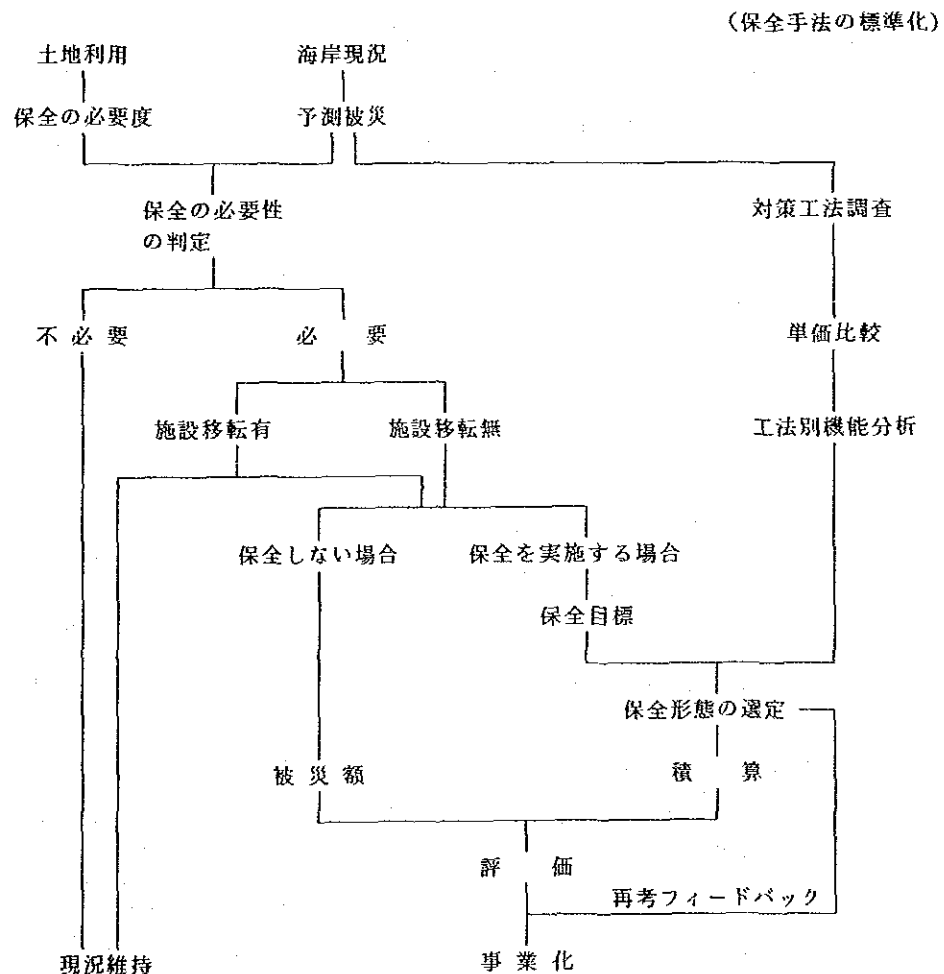 (保全手法の標準化)
土地利用
海岸現況
保全の必要度
予測被災
保全の必要性
の判定
対策工法調査
不必要
必要
単価比較
施設移転有
施設移転無
工法別機能分析
保全しない場合
保全を実施する場合
保全目標
保全形態の選定
被災額
積算
評価
再考フィードバック
現況維持
事業化